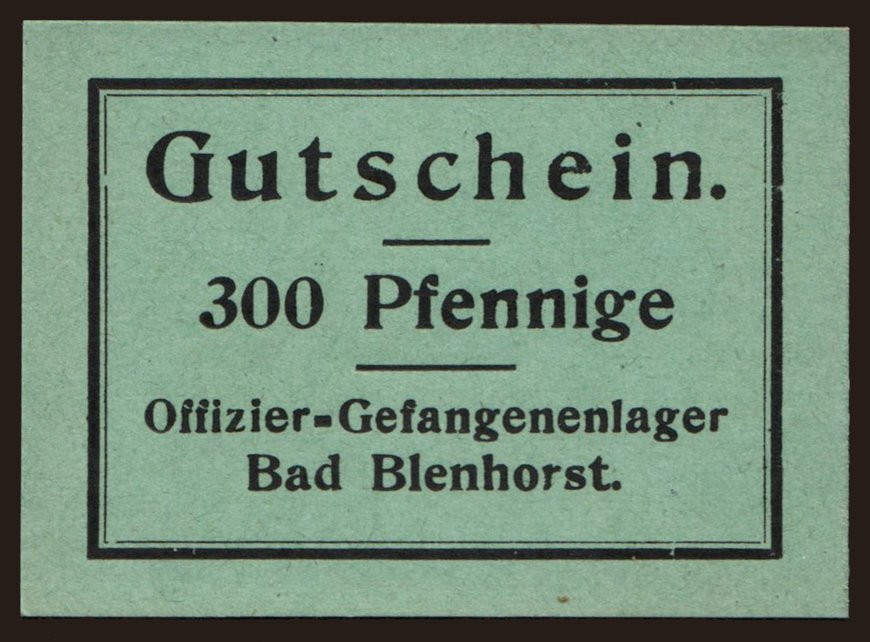 Gutschein.
300 Pfennige
Offizier=Gefangenenlager
Bad Blenhorst.